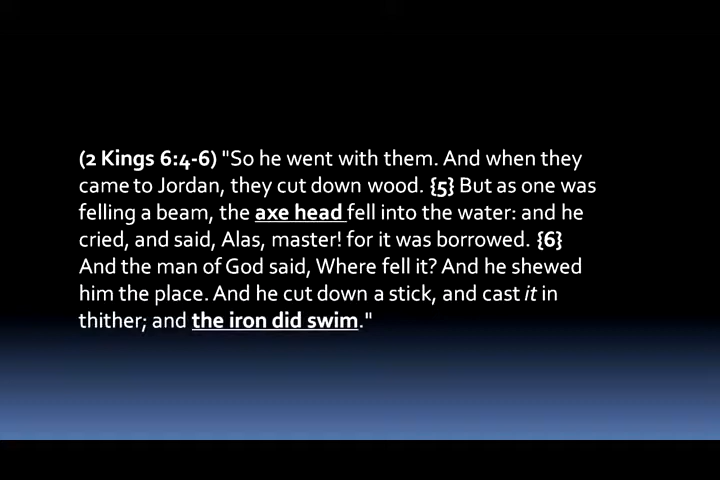 (2 Kings 6:4-6) "So he went with them. And when they
came to Jordan, they cut down wood. {5} But as one was
felling a beam, the axe head fell into the water: and he
cried, and said, Alas, master! for it was borrowed. {6}
And the man of God said, Where fell it? And he shewed
him the place. And he cut down a stick, and cast it in
thither; and the iron did swim."